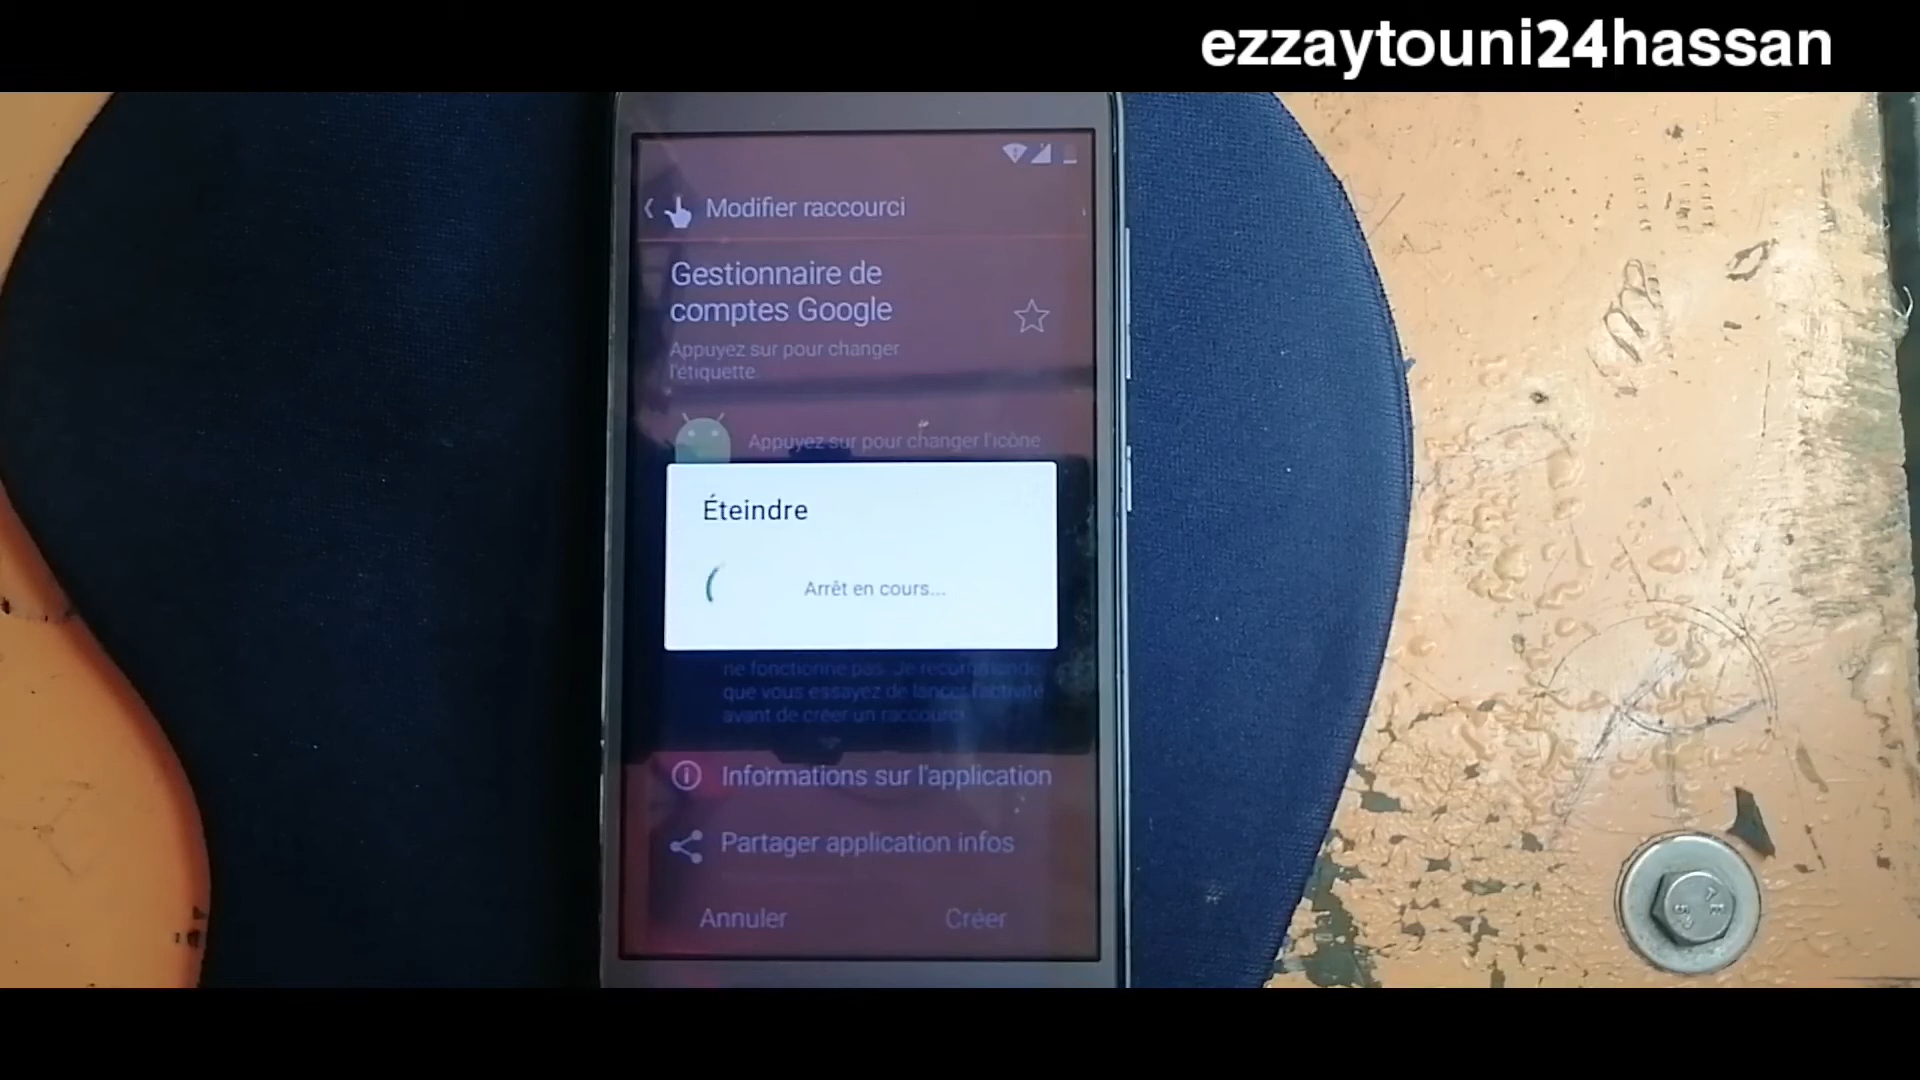 ezzaytouni24hassan
Modifier raccourci
Gestionnaire de
comptes Google
Appuyez sur pour changer
l'étiquette.
Appuyez sur pour changer l'icône
Éteindre
Arrêt en cours...
ne fonctionne pas. Je recommande
que vous essayez de lancer l'activité
avant de créer un raccourci.
Informations sur l'application
Partager application infos
Annuler
Créer